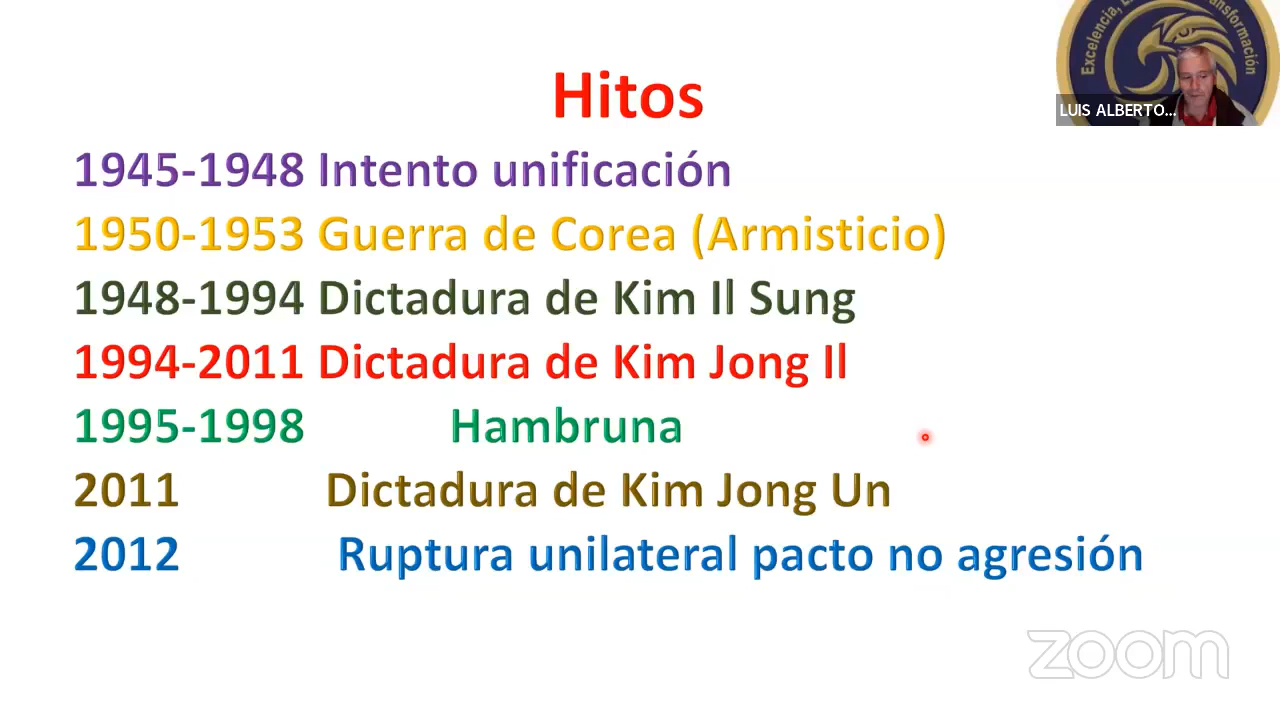 Excelencia, E
ansformación
LUIS ALBERTO...
Hitos
1945-1948 Intento unificación
1950-1953 Guerra de Corea (Armisticio)
1948-1994 Dictadura de Kim Il Sung
1994-2011 Dictadura de Kim Jong Il
1995-1998 Hambruna
2011 Dictadura de Kim Jong Un
2012 Ruptura unilateral pacto no agresión
zoom